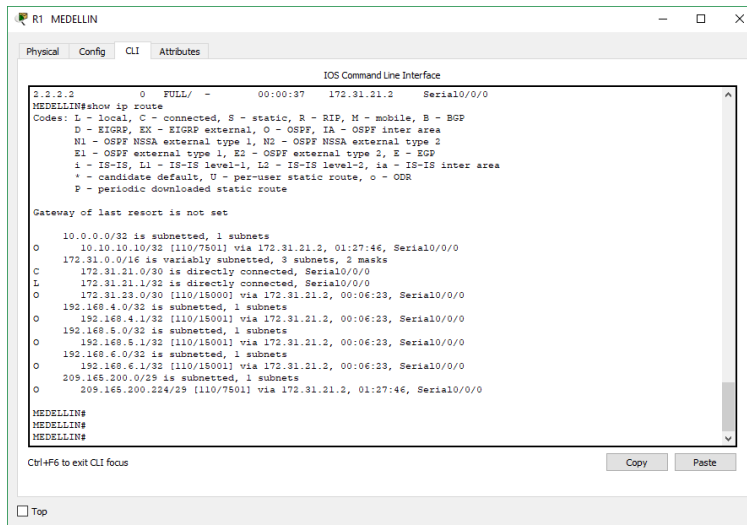 R1 MEDELLIN
Physical Config CLI Attributes
IOS Command Line Interface
2.2.2.2 0 FULL/ - 00:00:37 172.31.21.2 Serial0/0/0
MEDELLIN#show ip route
Codes: L - local, C - connected, S - static, R - RIP, M - mobile, B - BGP
D - EIGRP, EX - EIGRP external, O - OSPF, IA - OSPF inter area
N1 - OSPF NSSA external type 1, N2 - OSPF NSSA external type 2
E1 - OSPF external type 1, E2 - OSPF external type 2, E - EGP
i - IS-IS, L1 - IS-IS level-1, L2 - IS-IS level-2, ia - IS-IS inter area
* - candidate default, U - per-user static route, o - ODR
P - periodic downloaded static route
Gateway of last resort is not set
10.0.0.0/32 is subnetted, 1 subnets
O 10.10.10.10/32 [110/7501] via 172.31.21.2, 01:27:46, Serial0/0/0
172.31.0.0/16 is variably subnetted, 3 subnets, 2 masks
C 172.31.21.0/30 is directly connected, Serial0/0/0
L 172.31.21.1/32 is directly connected, Serial0/0/0
O 172.31.23.0/30 [110/15000] via 172.31.21.2, 00:06:23, Serial0/0/0
192.168.4.0/32 is subnetted, 1 subnets
O 192.168.4.1/32 [110/15001] via 172.31.21.2, 00:06:23, Serial0/0/0
192.168.5.0/32 is subnetted, 1 subnets
O 192.168.5.1/32 [110/15001] via 172.31.21.2, 00:06:23, Serial0/0/0
192.168.6.0/32 is subnetted, 1 subnets
O 192.168.6.1/32 [110/15001] via 172.31.21.2, 00:06:23, Serial0/0/0
209.165.200.0/29 is subnetted, 1 subnets
O 209.165.200.224/29 [110/7501] via 172.31.21.2, 01:27:46, Serial0/0/0
MEDELLIN#
MEDELLIN#
MEDELLIN#
Ctrl+F6 to exit CLI focus
Copy Paste
Top